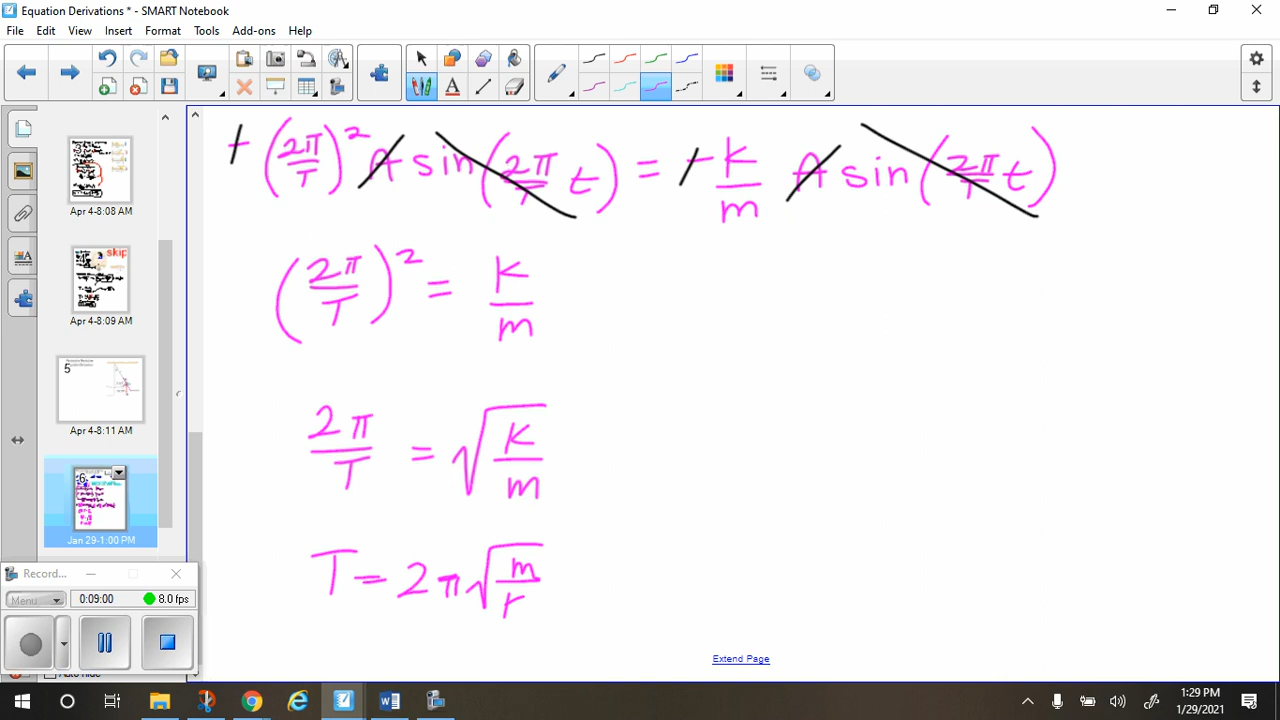 Equation Derivations * - SMART Notebook
File Edit View Insert Format Tools Add-ons Help
Apr 4-8:08 AM
skip
Apr 4-8:09 AM
5
Apr 4-8:11 AM
6
Jan 29-1:00 PM
-(2π/T)² A sin(2π/T t) = -k/m A sin(2π/T t)
(2π/T)² = k/m
2π/T = √(k/m)
T = 2π√(m/k)
Extend Page
Record...
Menu 0:09:00 8.0 fps
Auto hide
1:29 PM
1/29/2021